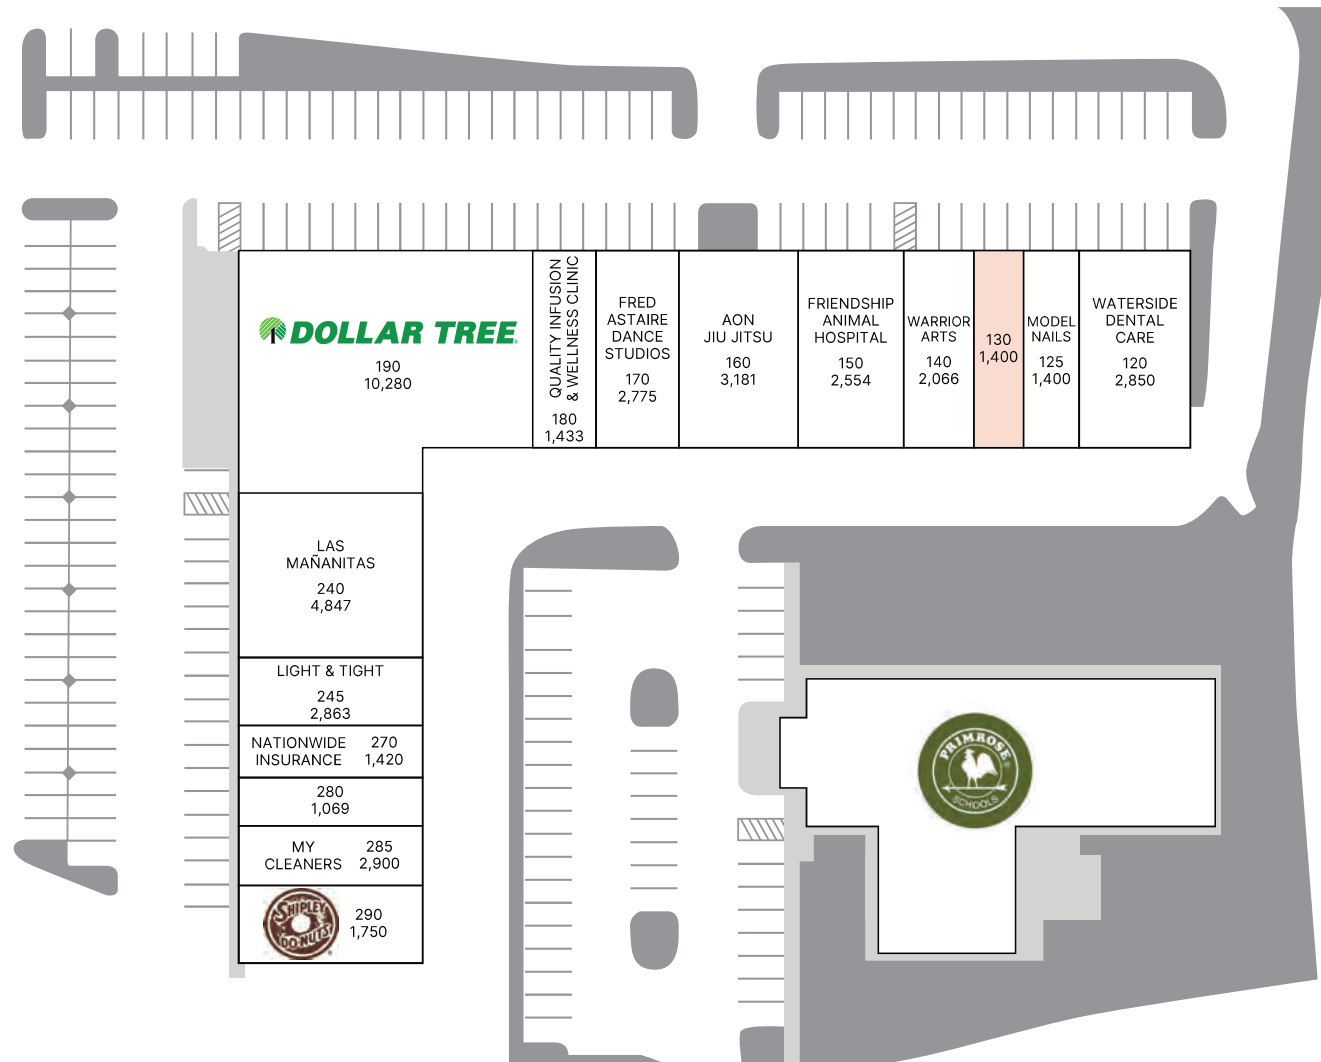 DOLLAR TREE
190
10,280
QUALITY INFUSION
& WELLNESS CLINIC
180
1,433
FRED
ASTAIRE
DANCE
STUDIOS
170
2,775
AON
JIU JITSU
160
3,181
FRIENDSHIP
ANIMAL
HOSPITAL
150
2,554
WARRIOR
ARTS
140
2,066
130
1,400
MODEL
NAILS
125
1,400
WATERSIDE
DENTAL
CARE
120
2,850
LAS
MAÑANITAS
240
4,847
LIGHT & TIGHT
245
2,863
NATIONWIDE
INSURANCE
270
1,420
280
1,069
MY
CLEANERS
285
2,900
SHIPLEY
DO-NUTS
290
1,750
PRIMROSE®
SCHOOLS